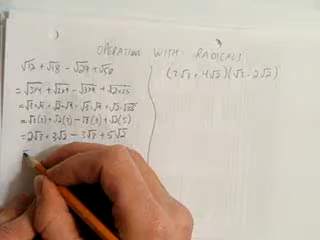 OPERATIONS WITH RADICALS
√12 + √18 - √27 + √50
= √3×4 + √2×9 - √3×9 + √2×25
= √3 √4 + √2 √9 - √3 √9 + √2 √25
= √3 (2) + √2 (3) - √3 (3) + √2 (5)
= 2√3 + 3√2 - 3√3 + 5√2
=
(3√3 + 4√2)(√3 - 2√2)